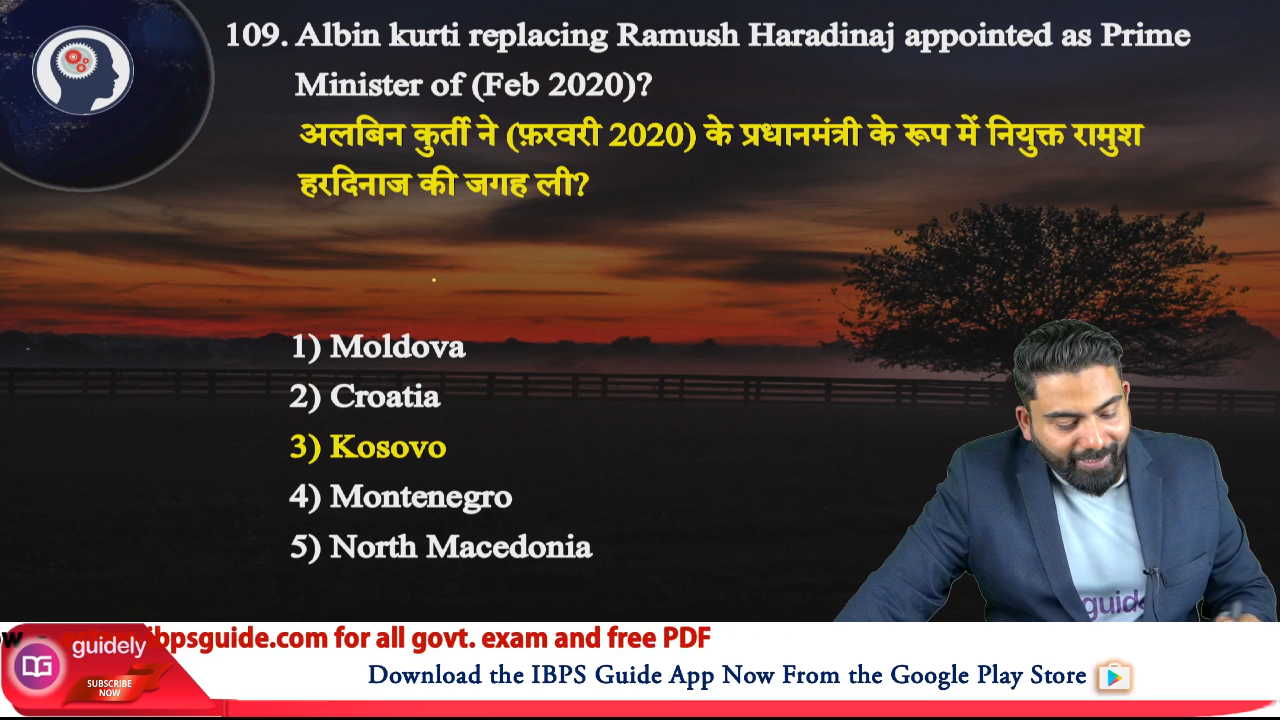 109. Albin kurti replacing Ramush Haradinaj appointed as Prime
Minister of (Feb 2020)?
अलबिन कुर्ती ने (फ़रवरी 2020) के प्रधानमंत्री के रूप में नियुक्त रामुश
हरदिनाज की जगह ली?
1) Moldova
2) Croatia
3) Kosovo
4) Montenegro
5) North Macedonia
guide
ibpsguide.com for all govt. exam and free PDF
guidely
DG
SUBSCRIBE
NOW
Download the IBPS Guide App Now From the Google Play Store